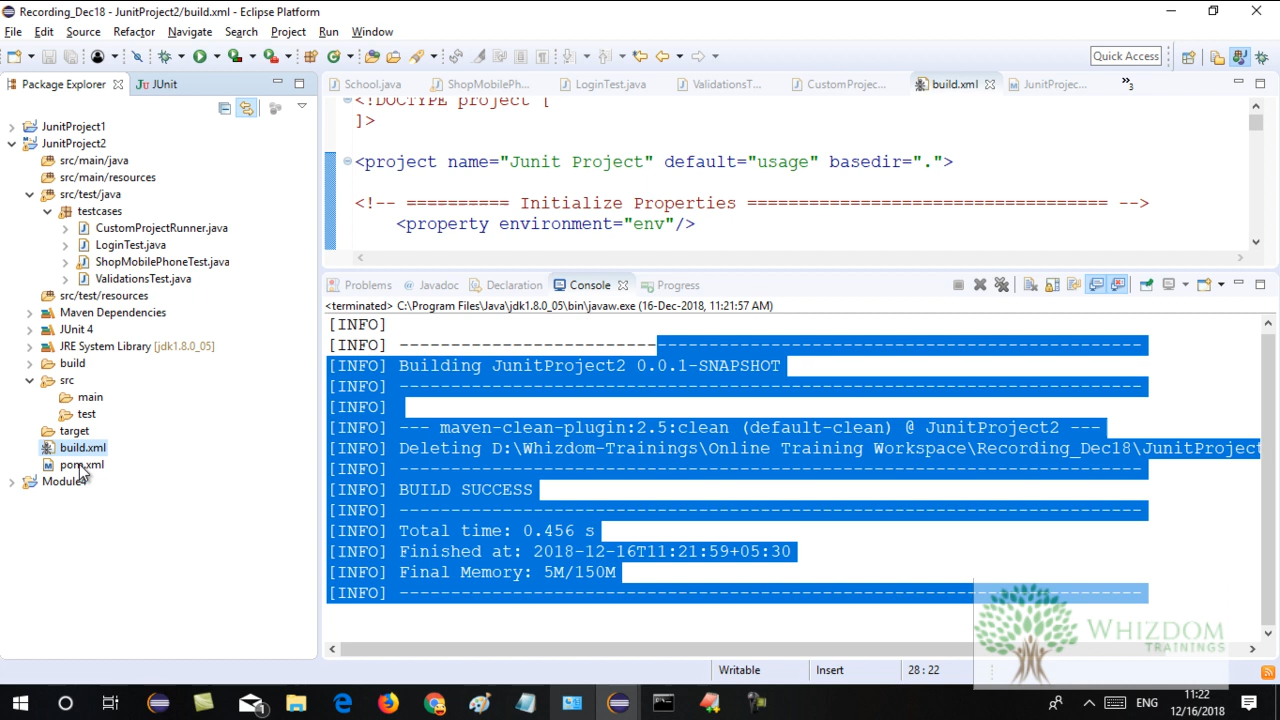 Recording_Dec18 - JunitProject2/build.xml - Eclipse Platform
File Edit Source Refactor Navigate Search Project Run Window
Quick Access
Package Explorer JUnit
School.java ShopMobilePh... LoginTest.java ValidationsT... CustomProjec... build.xml JunitProjec... »3
JunitProject1
JunitProject2
src/main/java
src/main/resources
src/test/java
testcases
CustomProjectRunner.java
LoginTest.java
ShopMobilePhoneTest.java
ValidationsTest.java
src/test/resources
Maven Dependencies
JUnit 4
JRE System Library [jdk1.8.0_05]
build
src
main
test
target
build.xml
pom.xml
Module4
<!DOCTYPE project [
]>
<project name="Junit Project" default="usage" basedir=".">
<!-- ========== Initialize Properties =================================== -->
<property environment="env"/>
Problems Javadoc Declaration Console Progress
<terminated> C:\Program Files\Java\jdk1.8.0_05\bin\javaw.exe (16-Dec-2018, 11:21:57 AM)
[INFO]
[INFO] ------------------------------------------------------------------------
[INFO] Building JunitProject2 0.0.1-SNAPSHOT
[INFO] ------------------------------------------------------------------------
[INFO]
[INFO] --- maven-clean-plugin:2.5:clean (default-clean) @ JunitProject2 ---
[INFO] Deleting D:\Whizdom-Trainings\Online Training Workspace\Recording_Dec18\JunitProject
[INFO] ------------------------------------------------------------------------
[INFO] BUILD SUCCESS
[INFO] ------------------------------------------------------------------------
[INFO] Total time: 0.456 s
[INFO] Finished at: 2018-12-16T11:21:59+05:30
[INFO] Final Memory: 5M/150M
[INFO] ------------------------------------------------------------------------
WHIZDOM
TRAININGS
Writable Insert 28:22
ENG
11:22
12/16/2018